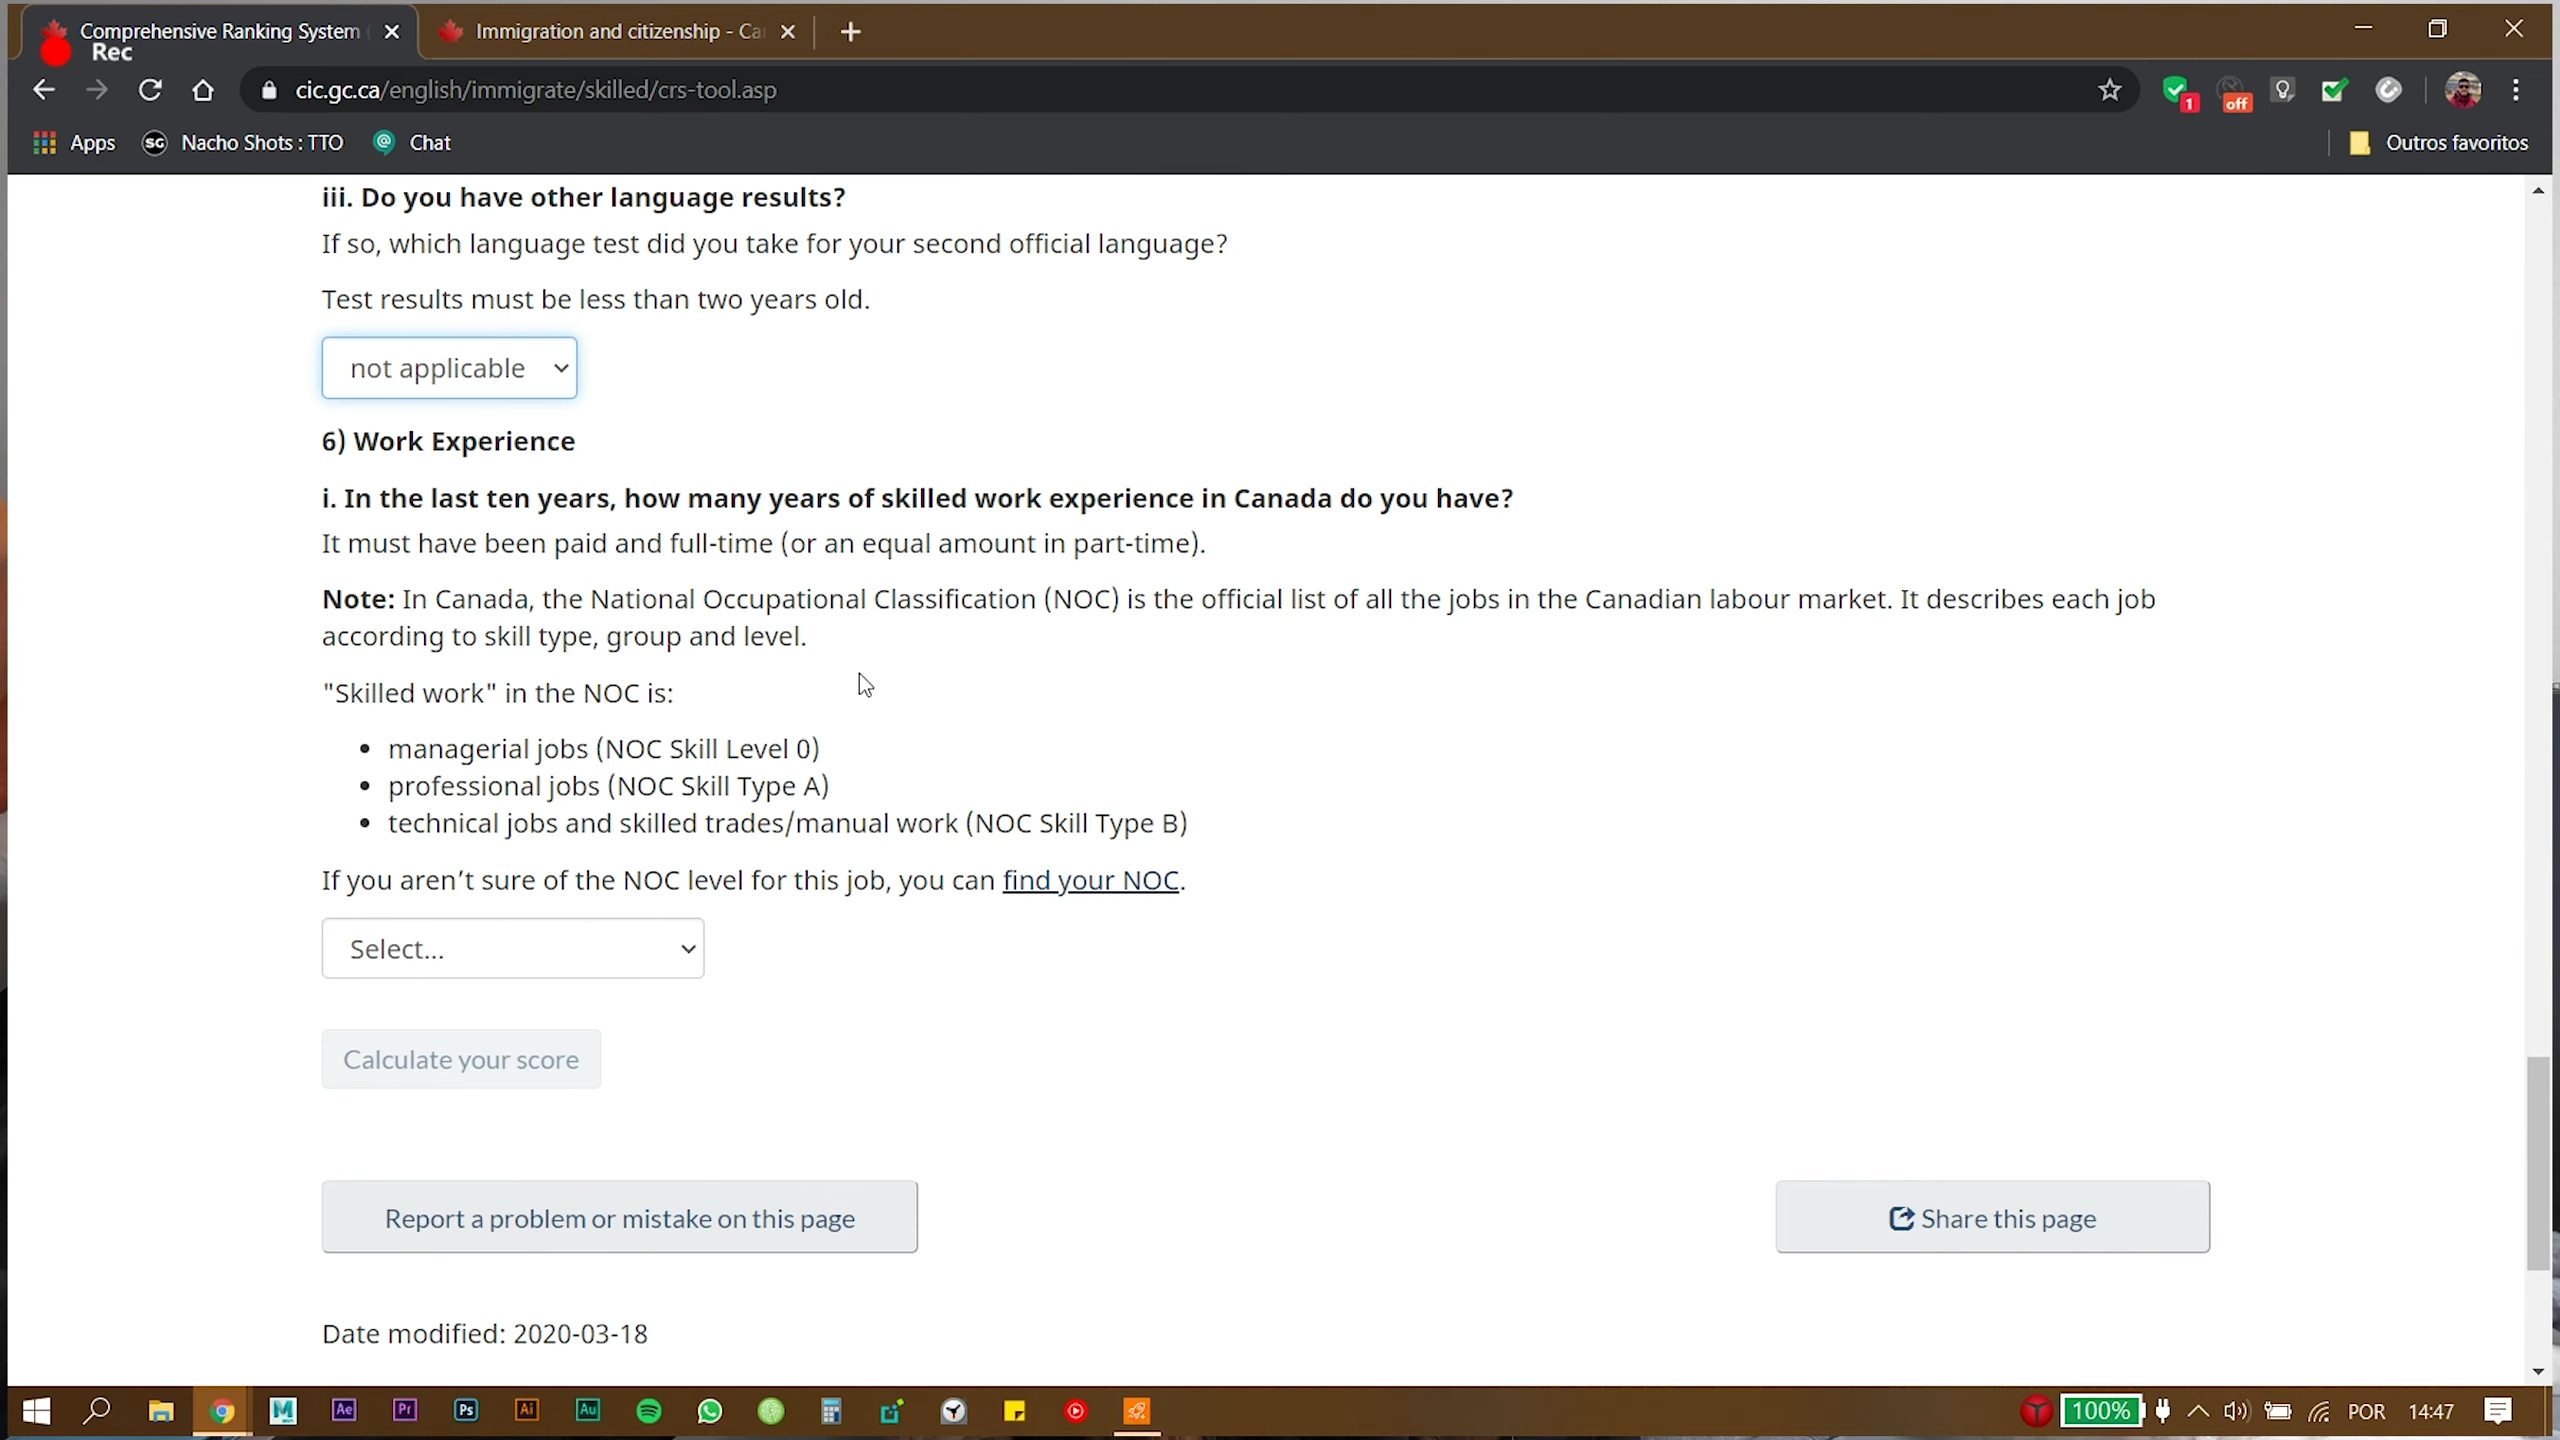 Comprehensive Ranking System
Immigration and citizenship - Ca
Rec
cic.gc.ca/english/immigrate/skilled/crs-tool.asp
1
off
Apps
SG
Nacho Shots : TTO
Chat
Outros favoritos
iii. Do you have other language results?
If so, which language test did you take for your second official language?
Test results must be less than two years old.
not applicable
6) Work Experience
i. In the last ten years, how many years of skilled work experience in Canada do you have?
It must have been paid and full-time (or an equal amount in part-time).
Note: In Canada, the National Occupational Classification (NOC) is the official list of all the jobs in the Canadian labour market. It describes each job
according to skill type, group and level.
"Skilled work" in the NOC is:
• managerial jobs (NOC Skill Level 0)
• professional jobs (NOC Skill Type A)
• technical jobs and skilled trades/manual work (NOC Skill Type B)
If you aren’t sure of the NOC level for this job, you can find your NOC.
Select...
Calculate your score
Report a problem or mistake on this page
Share this page
Date modified: 2020-03-18
M
Ae
Pr
Ps
Ai
Au
100%
POR
14:47